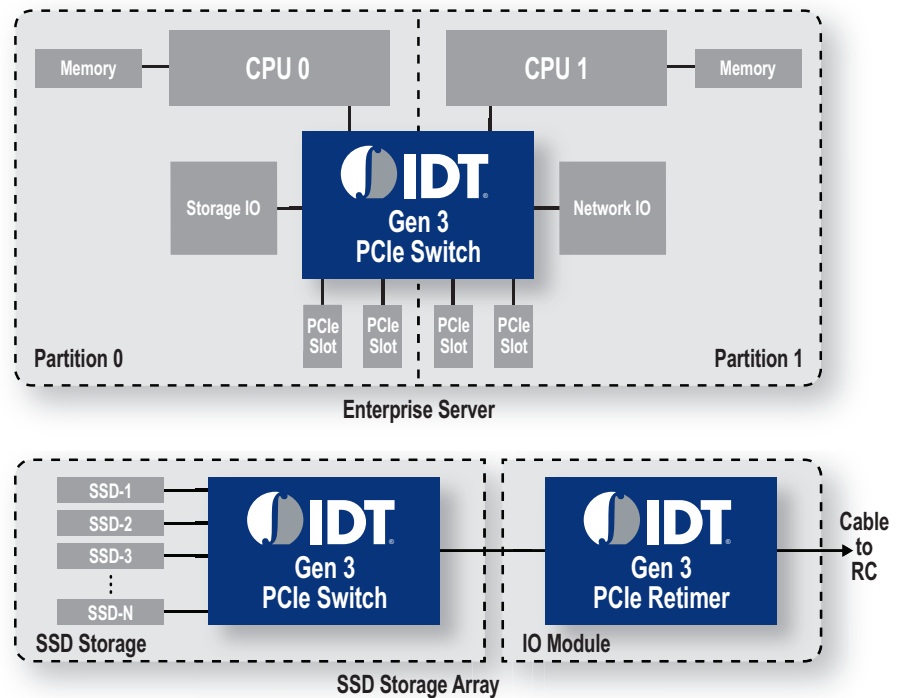 CPU 0
CPU 1
Memory
Memory
IDT
Gen 3
PCIe Switch
Storage IO
Network IO
PCIe
Slot
PCIe
Slot
PCIe
Slot
PCIe
Slot
Partition 0
Partition 1
Enterprise Server
SSD-1
SSD-2
SSD-3
SSD-N
IDT
Gen 3
PCIe Switch
IDT
Gen 3
PCIe Retimer
Cable
to
RC
SSD Storage
IO Module
SSD Storage Array